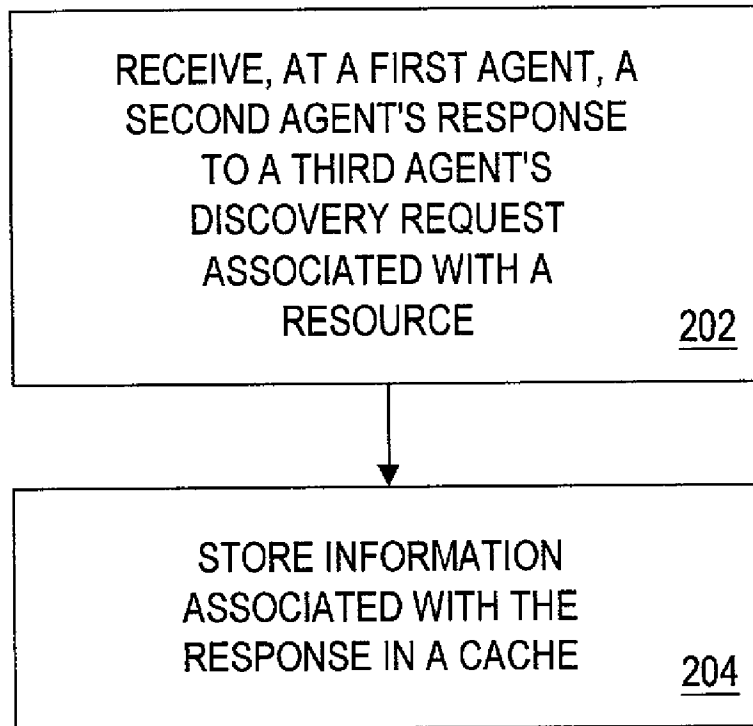 RECEIVE, AT A FIRST AGENT, A
SECOND AGENT'S RESPONSE
TO A THIRD AGENT'S
DISCOVERY REQUEST
ASSOCIATED WITH A
RESOURCE
202
STORE INFORMATION
ASSOCIATED WITH THE
RESPONSE IN A CACHE
204